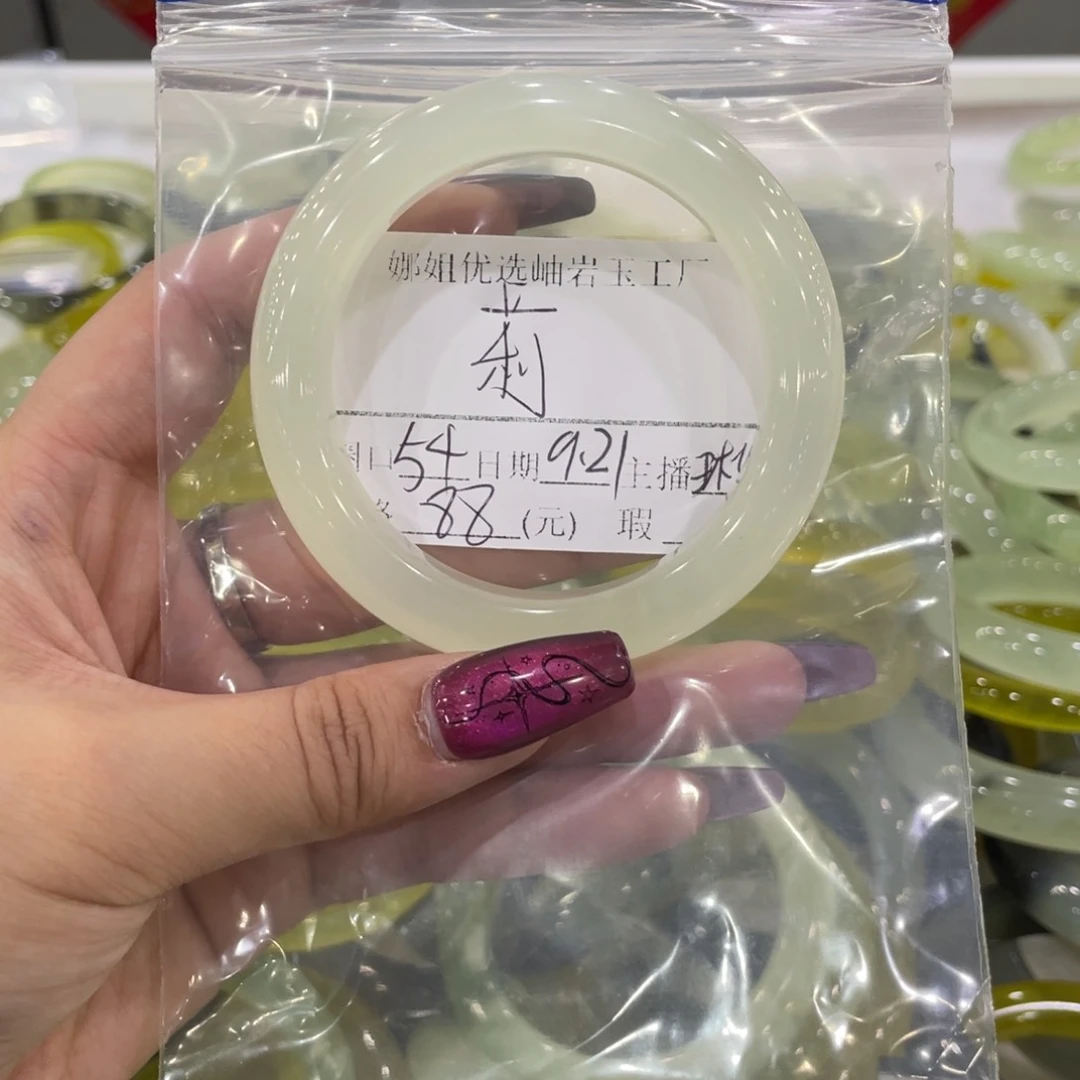 娜姐优选岫岩玉工厂
莉
口54日期9.21主播
88(元) 瑕